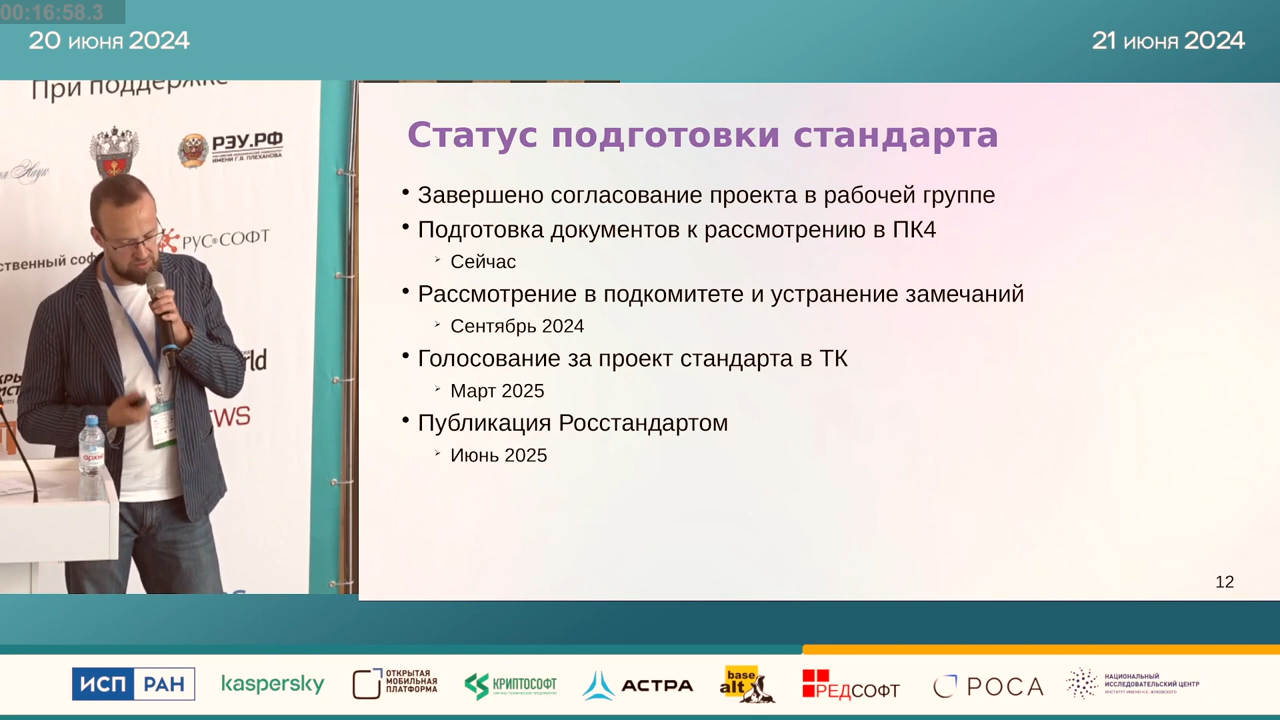 00:16:58.3
20 июня 2024
21 июня 2024
При поддержке
РЭУ.РФ
ИМЕНИ Г.В. ПЛЕХАНОВА
РУС СОФТ
Статус подготовки стандарта
• Завершено согласование проекта в рабочей группе
• Подготовка документов к рассмотрению в ПК4
Сейчас
• Рассмотрение в подкомитете и устранение замечаний
Сентябрь 2024
• Голосование за проект стандарта в ТК
Март 2025
• Публикация Росстандартом
Июнь 2025
12
ИСП РАН
kaspersky
ОТКРЫТАЯ
МОБИЛЬНАЯ
ПЛАТФОРМА
КРИПТОСОФТ
АСТРА
base
alt
РЕДСОФТ
РОСА
НАЦИОНАЛЬНЫЙ
ИССЛЕДОВАТЕЛЬСКИЙ ЦЕНТР